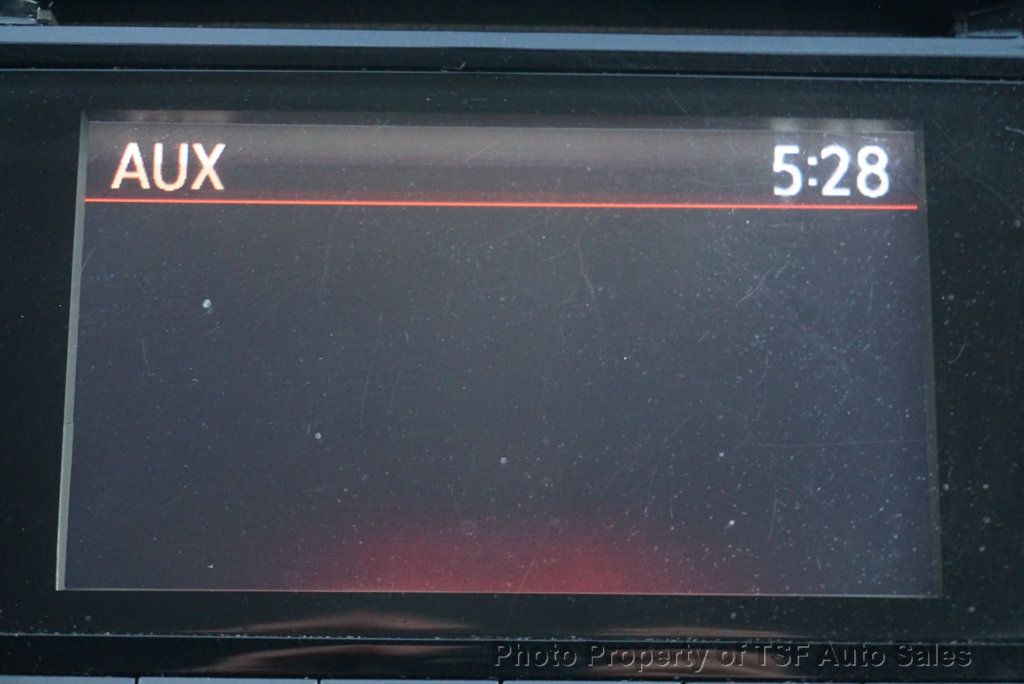 AUX 5:28
Photo Property of TSF Auto Sales